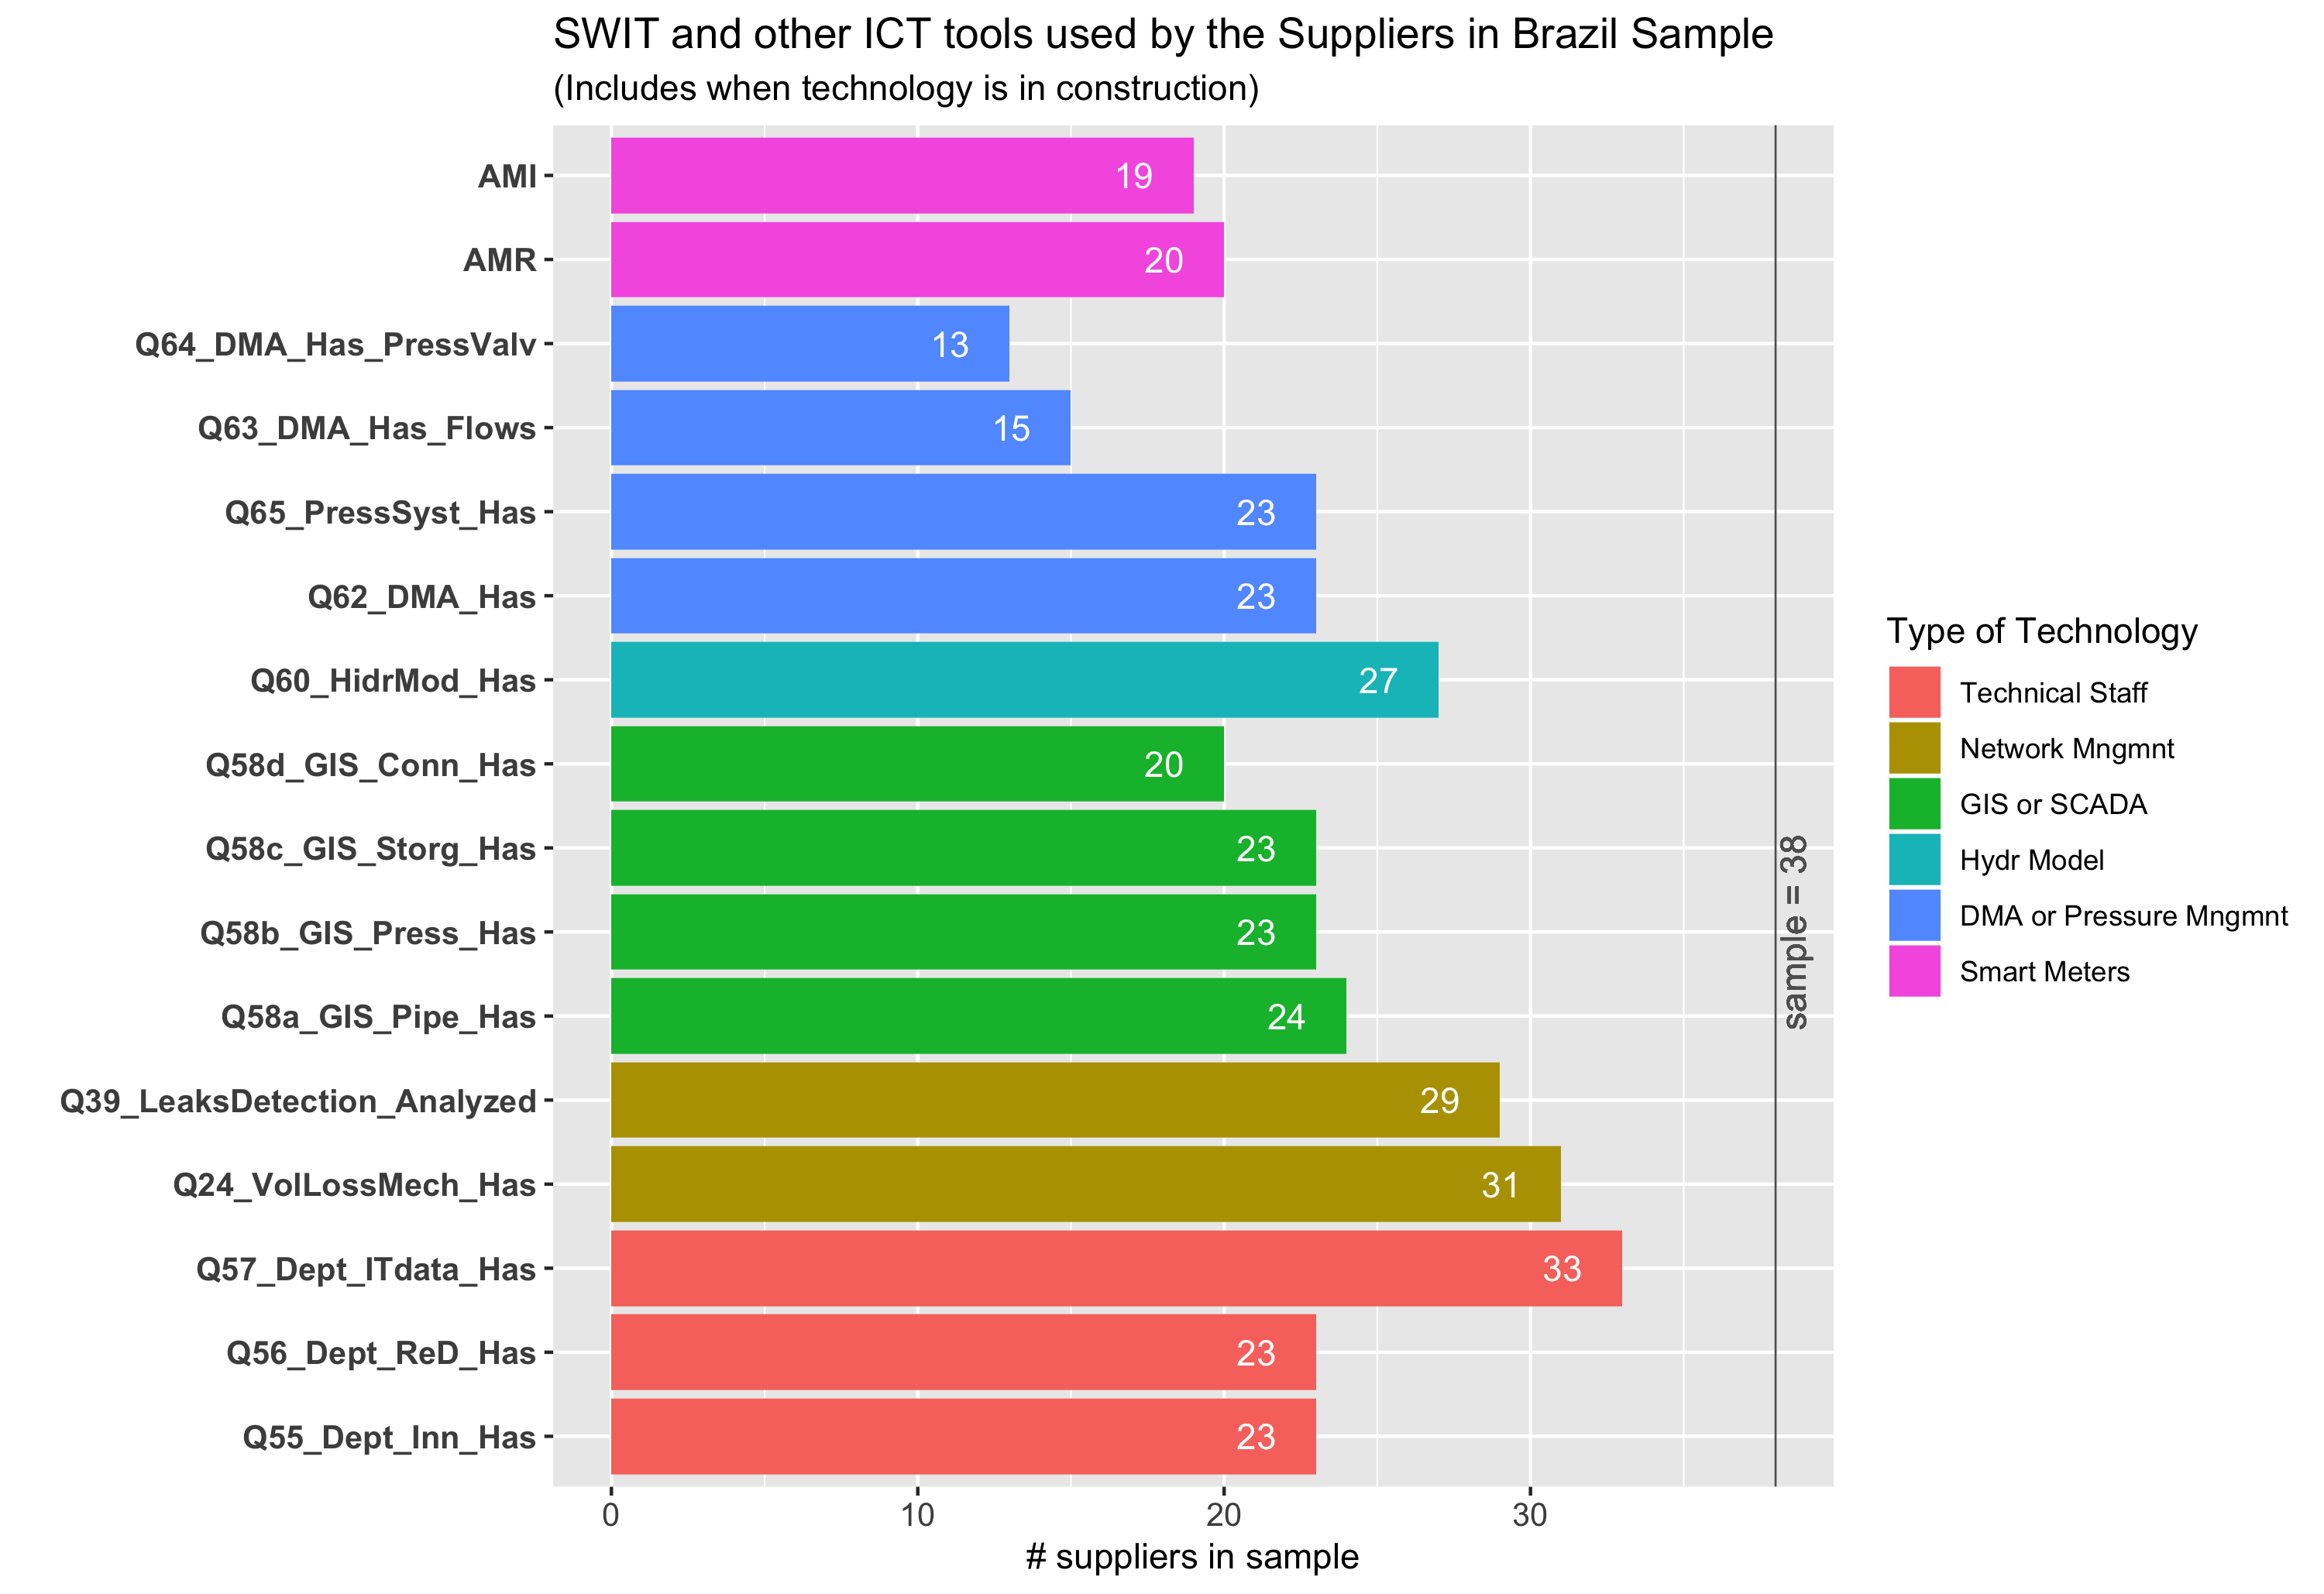 SWIT and other ICT tools used by the Suppliers in Brazil Sample
(Includes when technology is in construction)
AMI
19
AMR
20
Q64_DMA_Has_PressValv
13
Q63_DMA_Has_Flows
15
Q65_PressSyst_Has
23
Q62_DMA_Has
23
Q60_HidrMod_Has
27
Q58d_GIS_Conn_Has
20
Q58c_GIS_Storg_Has
23
Q58b_GIS_Press_Has
23
Q58a_GIS_Pipe_Has
24
Q39_LeaksDetection_Analyzed
29
Q24_VolLossMech_Has
31
Q57_Dept_ITdata_Has
33
Q56_Dept_ReD_Has
23
Q55_Dept_Inn_Has
23
sample = 38
0 10 20 30
# suppliers in sample
Type of Technology
Technical Staff
Network Mngmnt
GIS or SCADA
Hydr Model
DMA or Pressure Mngmnt
Smart Meters